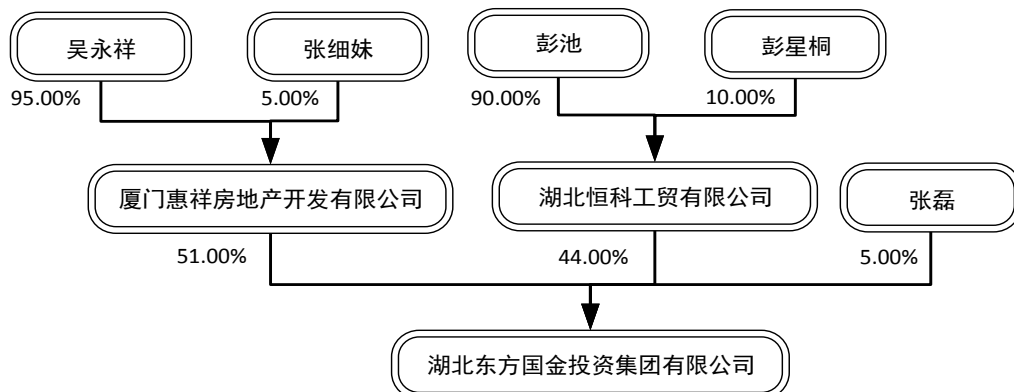 吴永祥
张细妹
彭池
彭星桐
95.00%
5.00%
90.00%
10.00%
厦门惠祥房地产开发有限公司
湖北恒科工贸有限公司
张磊
51.00%
44.00%
5.00%
湖北东方国金投资集团有限公司